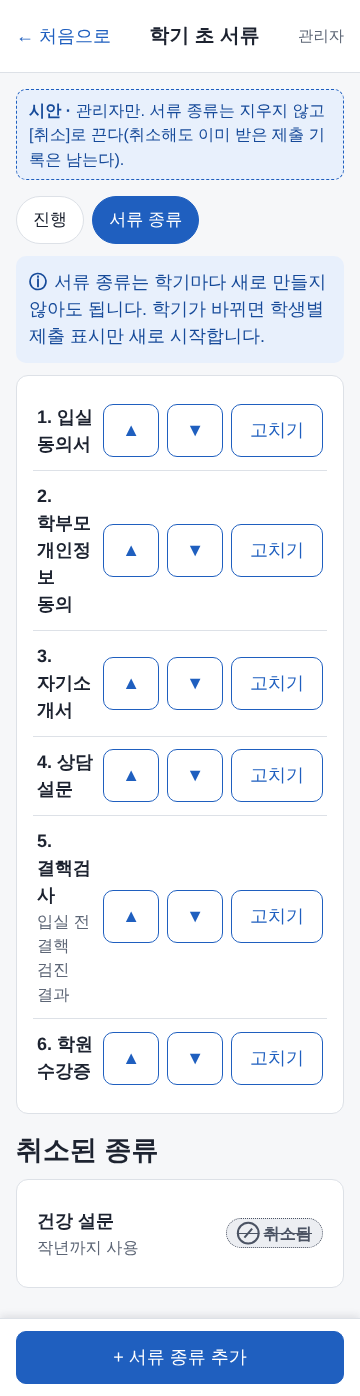 ← 처음으로 학기 초 서류 관리자
시안 · 관리자만. 서류 종류는 지우지 않고
[취소]로 끈다(취소해도 이미 받은 제출 기
록은 남는다).
진행 서류 종류
ⓘ 서류 종류는 학기마다 새로 만들지
않아도 됩니다. 학기가 바뀌면 학생별
제출 표시만 새로 시작합니다.
1. 입실
동의서
▲ ▼ 고치기
2.
학부모
개인정
보
동의
▲ ▼ 고치기
3.
자기소
개서
▲ ▼ 고치기
4. 상담
설문
▲ ▼ 고치기
5.
결핵검
사
입실 전
결핵
검진
결과
▲ ▼ 고치기
6. 학원
수강증
▲ ▼ 고치기
취소된 종류
건강 설문
작년까지 사용
취소됨
+ 서류 종류 추가